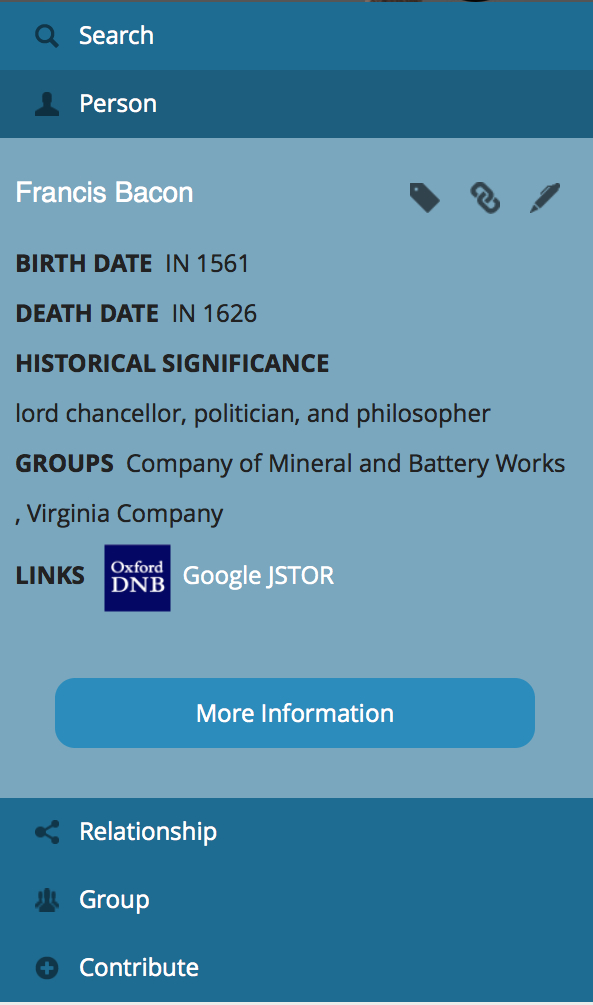 Search
Person
Francis Bacon
BIRTH DATE IN 1561
DEATH DATE IN 1626
HISTORICAL SIGNIFICANCE
lord chancellor, politician, and philosopher
GROUPS Company of Mineral and Battery Works
, Virginia Company
LINKS Oxford DNB Google JSTOR
More Information
Relationship
Group
Contribute